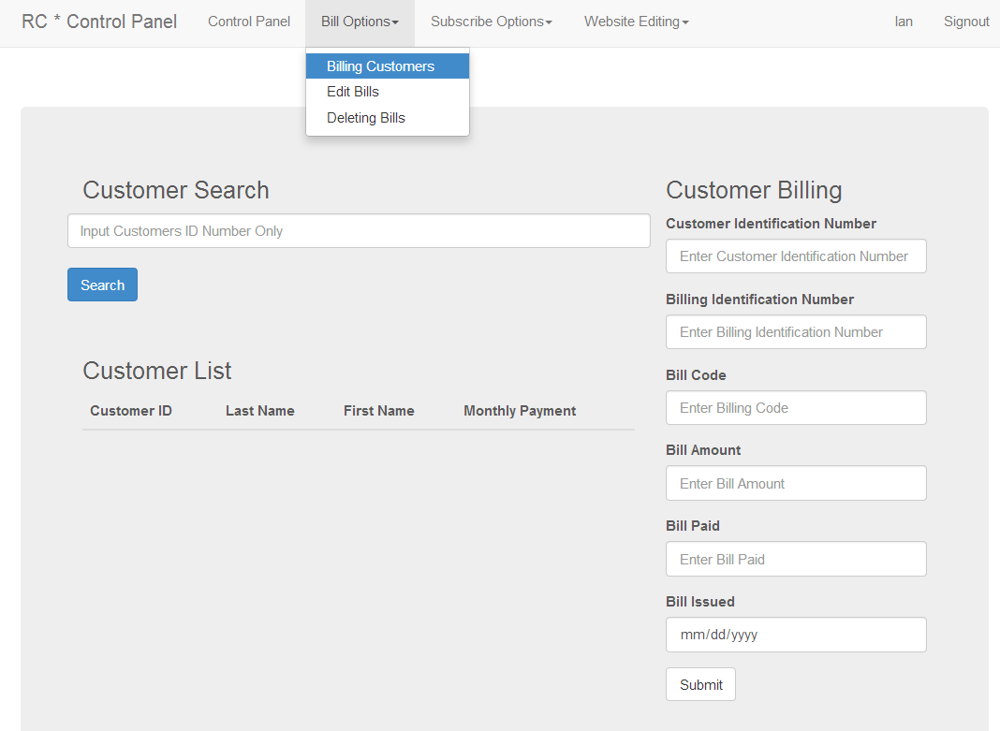 RC * Control Panel Control Panel Bill Options Subscribe Options Website Editing Ian Signout
Billing Customers
Edit Bills
Deleting Bills
Customer Search
Input Customers ID Number Only
Search
Customer List
Customer ID Last Name First Name Monthly Payment
Customer Billing
Customer Identification Number
Enter Customer Identification Number
Billing Identification Number
Enter Billing Identification Number
Bill Code
Enter Billing Code
Bill Amount
Enter Bill Amount
Bill Paid
Enter Bill Paid
Bill Issued
mm/dd/yyyy
Submit